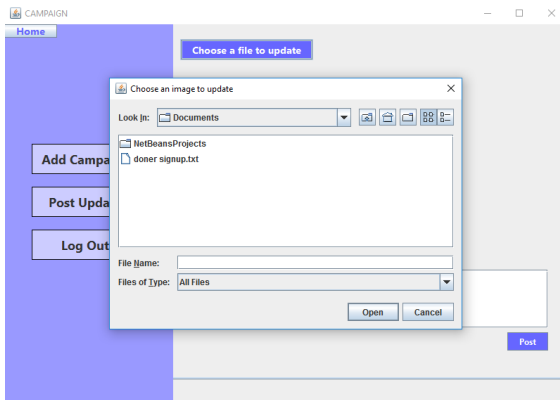 CAMPAIGN
Home
Choose a file to update
Choose an image to update
Look In: Documents
NetBeansProjects
doner signup.txt
Add Campa
Post Upda
Log Out
File Name:
Files of Type: All Files
Open Cancel
Post